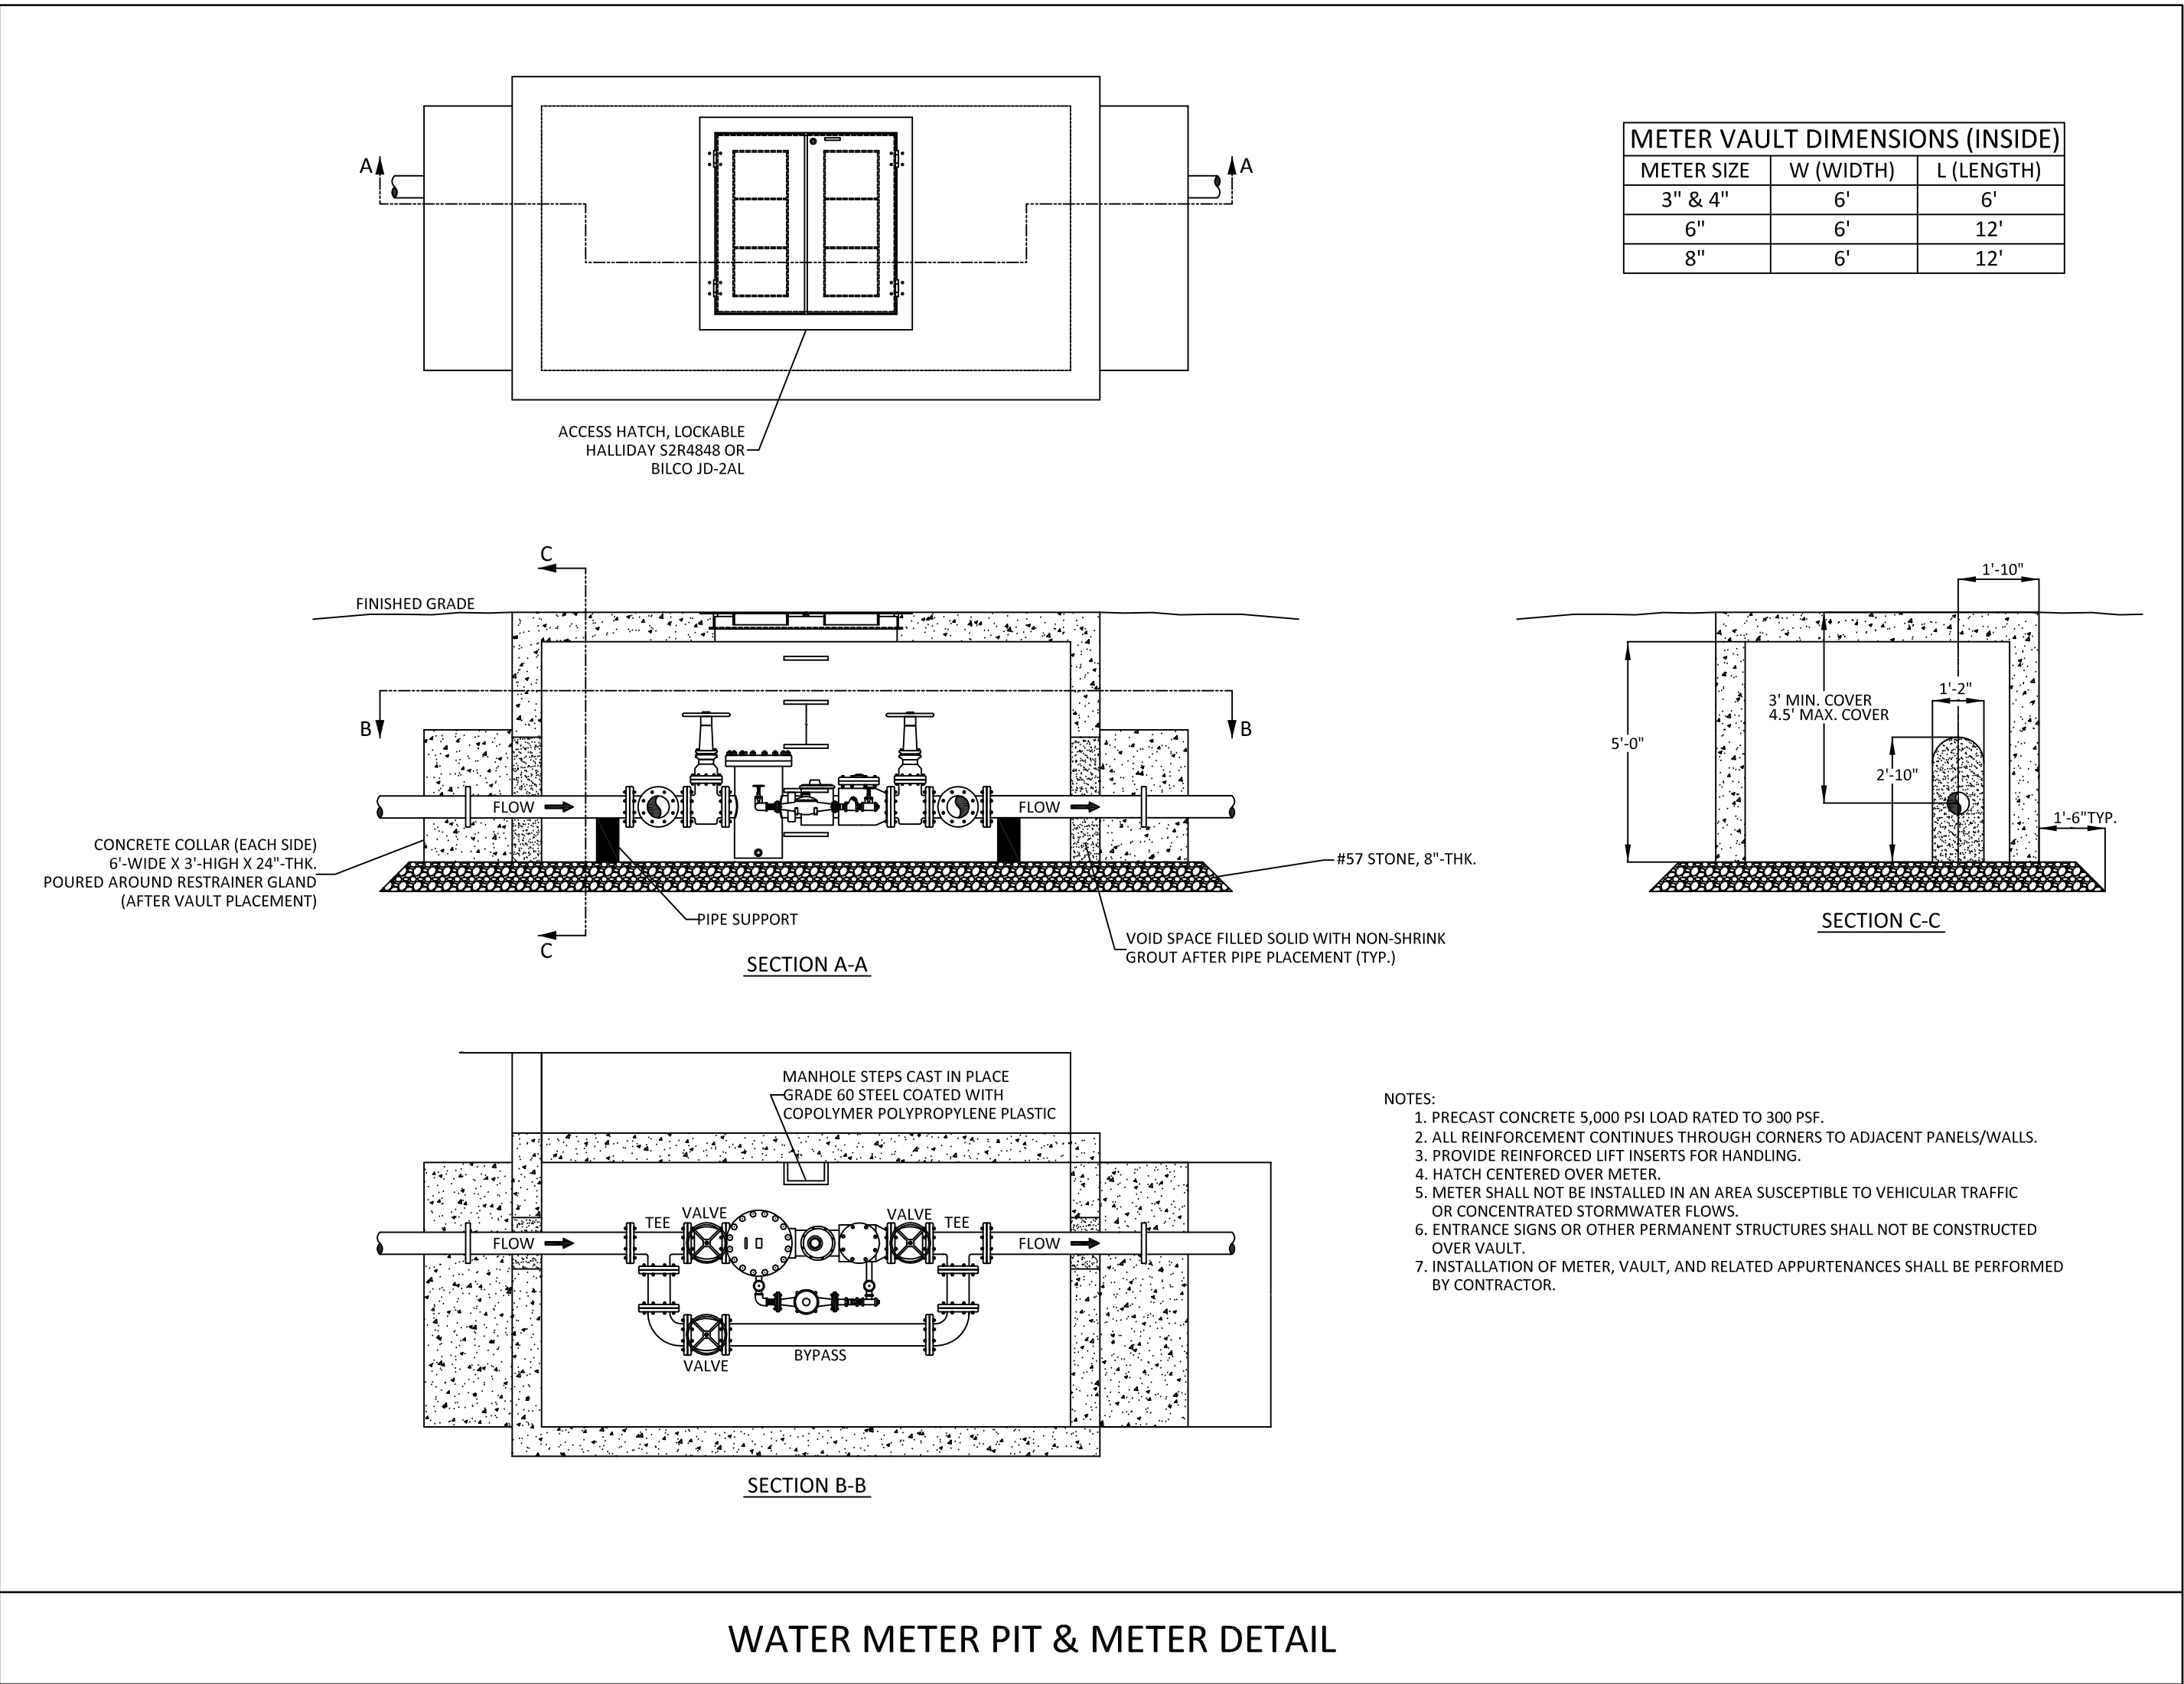 METER VAULT DIMENSIONS (INSIDE)
METER SIZE W (WIDTH) L (LENGTH)
3" & 4" 6' 6'
6" 6' 12'
8" 6' 12'
A
A
ACCESS HATCH, LOCKABLE
HALLIDAY S2R4848 OR
BILCO JD-2AL
C
FINISHED GRADE
B
B
FLOW
FLOW
CONCRETE COLLAR (EACH SIDE)
6'-WIDE X 3'-HIGH X 24"-THK.
POURED AROUND RESTRAINER GLAND
(AFTER VAULT PLACEMENT)
#57 STONE, 8"-THK.
PIPE SUPPORT
VOID SPACE FILLED SOLID WITH NON-SHRINK
GROUT AFTER PIPE PLACEMENT (TYP.)
C
SECTION A-A
1'-10"
1'-2"
3' MIN. COVER
4.5' MAX. COVER
5'-0"
2'-10"
1'-6"TYP.
SECTION C-C
MANHOLE STEPS CAST IN PLACE
GRADE 60 STEEL COATED WITH
COPOLYMER POLYPROPYLENE PLASTIC
TEE
VALVE
VALVE
TEE
FLOW
FLOW
VALVE
BYPASS
SECTION B-B
NOTES:
1. PRECAST CONCRETE 5,000 PSI LOAD RATED TO 300 PSF.
2. ALL REINFORCEMENT CONTINUES THROUGH CORNERS TO ADJACENT PANELS/WALLS.
3. PROVIDE REINFORCED LIFT INSERTS FOR HANDLING.
4. HATCH CENTERED OVER METER.
5. METER SHALL NOT BE INSTALLED IN AN AREA SUSCEPTIBLE TO VEHICULAR TRAFFIC
OR CONCENTRATED STORMWATER FLOWS.
6. ENTRANCE SIGNS OR OTHER PERMANENT STRUCTURES SHALL NOT BE CONSTRUCTED
OVER VAULT.
7. INSTALLATION OF METER, VAULT, AND RELATED APPURTENANCES SHALL BE PERFORMED
BY CONTRACTOR.
WATER METER PIT & METER DETAIL